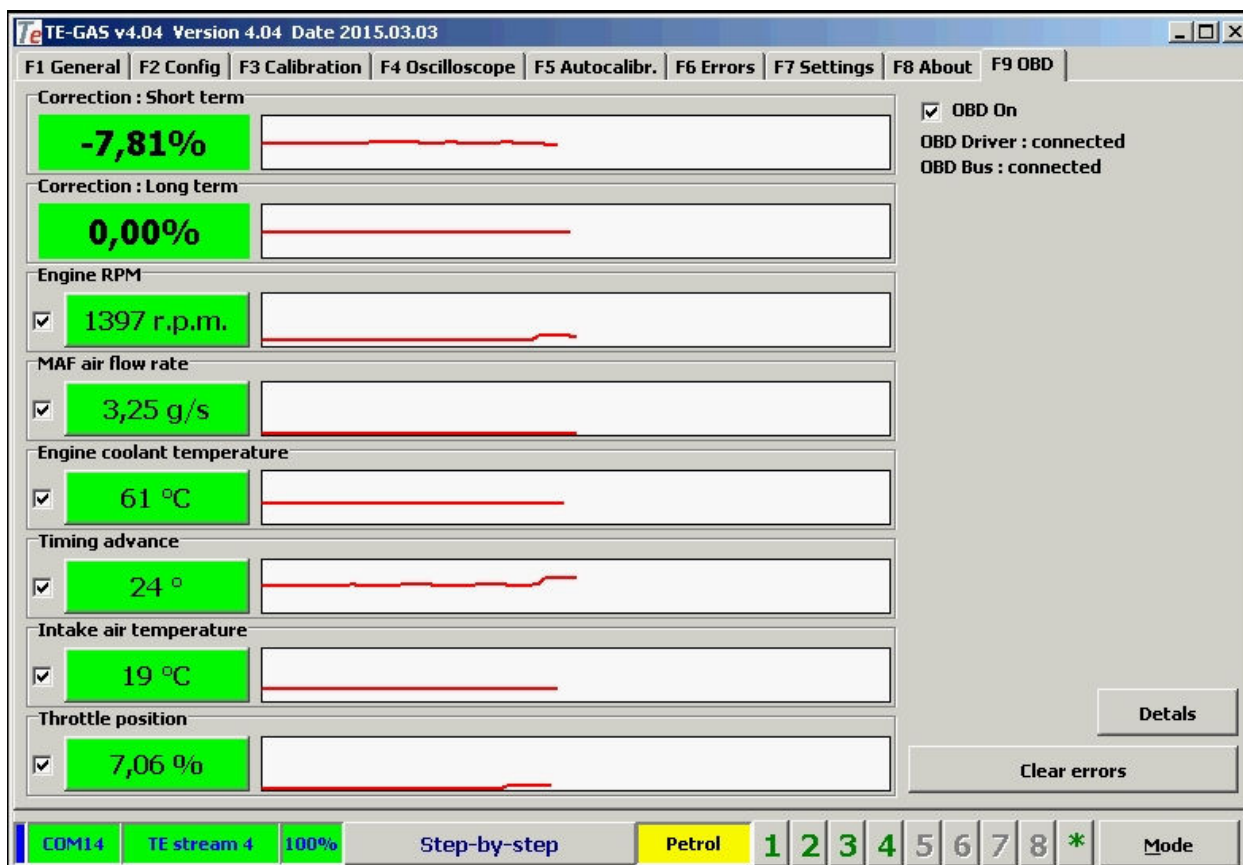 Te TE-GAS v4.04 Version 4.04 Date 2015.03.03
F1 General F2 Config F3 Calibration F4 Oscilloscope F5 Autocalibr. F6 Errors F7 Settings F8 About F9 OBD
Correction : Short term
-7,81%
OBD On
OBD Driver : connected
OBD Bus : connected
Correction : Long term
0,00%
Engine RPM
1397 r.p.m.
MAF air flow rate
3,25 g/s
Engine coolant temperature
61 °C
Timing advance
24 °
Intake air temperature
19 °C
Throttle position
7,06 %
Detals
Clear errors
COM14 TE stream 4 100% Step-by-step Petrol 1 2 3 4 5 6 7 8 * Mode